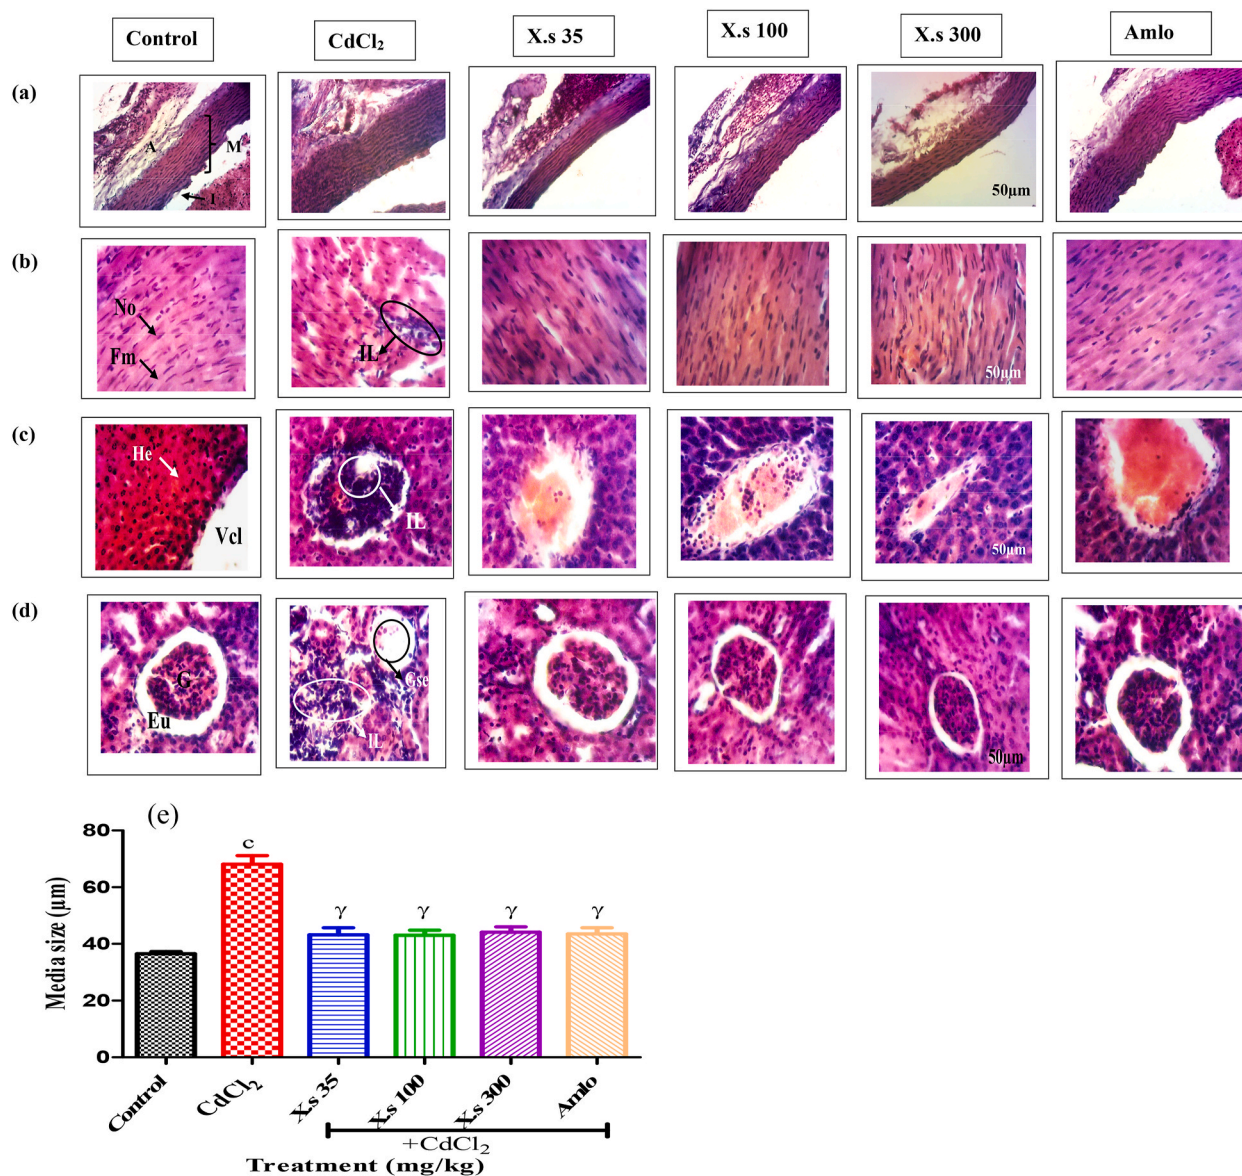 Control CdCl₂ X.s 35 X.s 100 X.s 300 Amlo
(a)
A M
I
50µm
(b)
No
Fm
IL
50µm
(c)
He
Vcl
IL
50µm
(d)
G
Eu
Gse
IL
50µm
(e)
Media size (µm)
80
60
40
20
0
c
γ γ γ γ
Control CdCl₂ X.s 35 X.s 100 X.s 300 Amlo
+CdCl₂
Treatment (mg/kg)